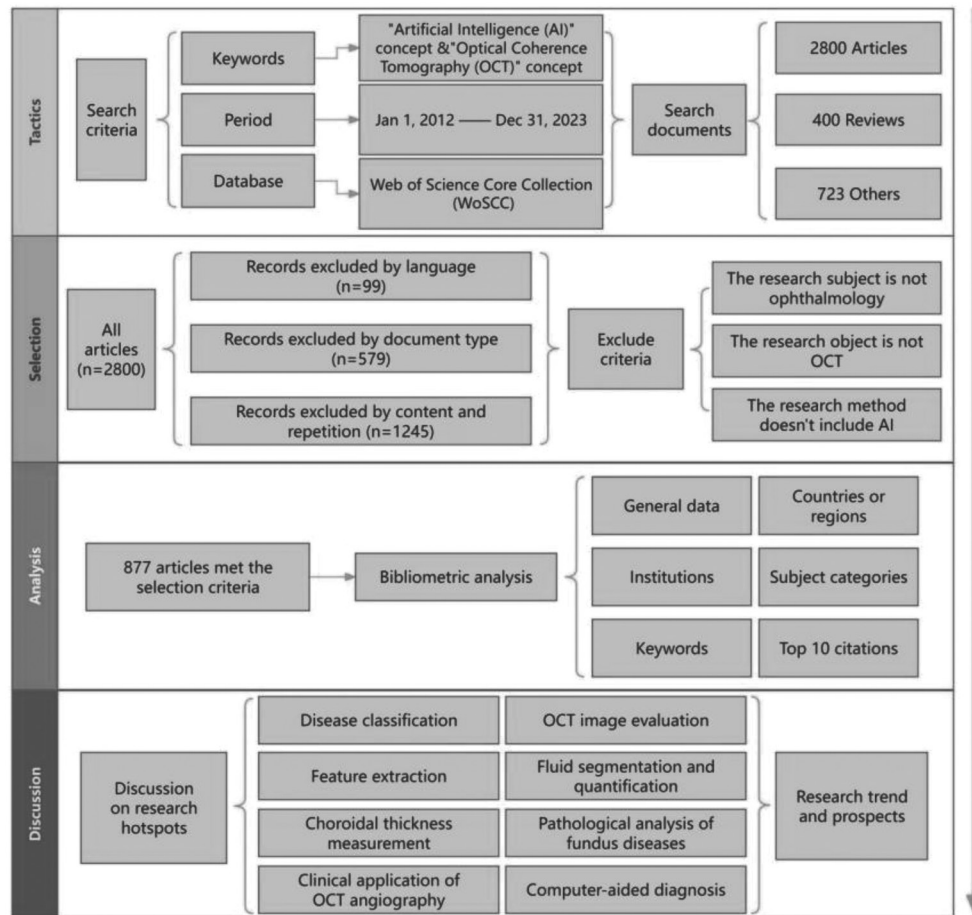 Tactics
Search
criteria
Keywords
Period
Database
"Artificial Intelligence (AI)"
concept &"Optical Coherence
Tomography (OCT)" concept
Jan 1, 2012 —— Dec 31, 2023
Web of Science Core Collection
(WoSCC)
Search
documents
2800 Articles
400 Reviews
723 Others
Selection
All
articles
(n=2800)
Records excluded by language
(n=99)
Records excluded by document type
(n=579)
Records excluded by content and
repetition (n=1245)
Exclude
criteria
The research subject is not
ophthalmology
The research object is not
OCT
The research method
doesn't include AI
Analysis
877 articles met the
selection criteria
Bibliometric analysis
General data
Countries or
regions
Institutions
Subject categories
Keywords
Top 10 citations
Discussion
Discussion
on research
hotspots
Disease classification
OCT image evaluation
Feature extraction
Fluid segmentation and
quantification
Choroidal thickness
measurement
Pathological analysis of
fundus diseases
Clinical application of
OCT angiography
Computer-aided diagnosis
Research trend
and prospects